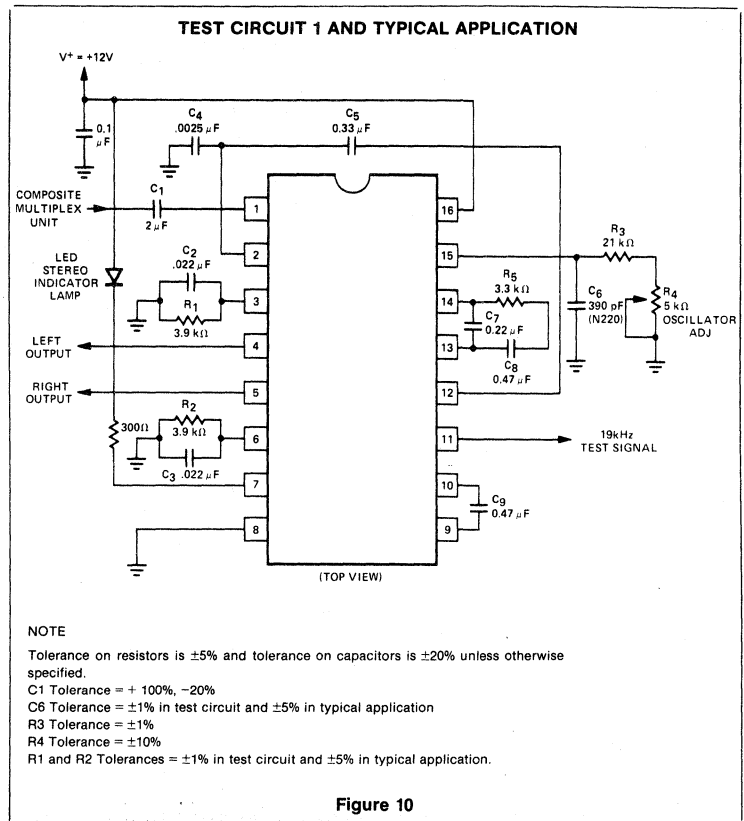 TEST CIRCUIT 1 AND TYPICAL APPLICATION
V+ = +12V
0.1
μF
C4
.0025 μF
C5
0.33 μF
COMPOSITE
MULTIPLEX
UNIT
C1
2 μF
1
16
R3
21 kΩ
2
15
LED
STEREO
INDICATOR
LAMP
C2
.022 μF
R1
3.9 kΩ
3
14
R5
3.3 kΩ
C7
0.22 μF
C6
390 pF
(N220)
R4
5 kΩ
OSCILLATOR
ADJ
LEFT
OUTPUT
4
13
C8
0.47 μF
RIGHT
OUTPUT
5
12
300Ω
R2
3.9 kΩ
C3 .022 μF
6
11
19kHz
TEST SIGNAL
7
10
C9
0.47 μF
8
9
(TOP VIEW)
NOTE
Tolerance on resistors is ±5% and tolerance on capacitors is ±20% unless otherwise
specified.
C1 Tolerance = + 100%, −20%
C6 Tolerance = ±1% in test circuit and ±5% in typical application
R3 Tolerance = ±1%
R4 Tolerance = ±10%
R1 and R2 Tolerances = ±1% in test circuit and ±5% in typical application.
Figure 10